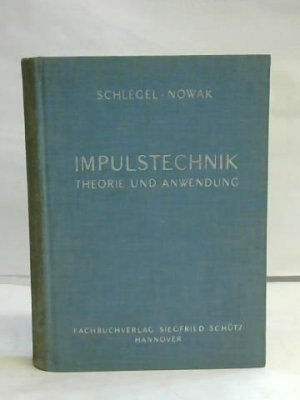 SCHLEGEL · NOWAK
IMPULSTECHNIK
THEORIE UND ANWENDUNG
FACHBUCHVERLAG SIEGFRIED SCHÜTZ
HANNOVER